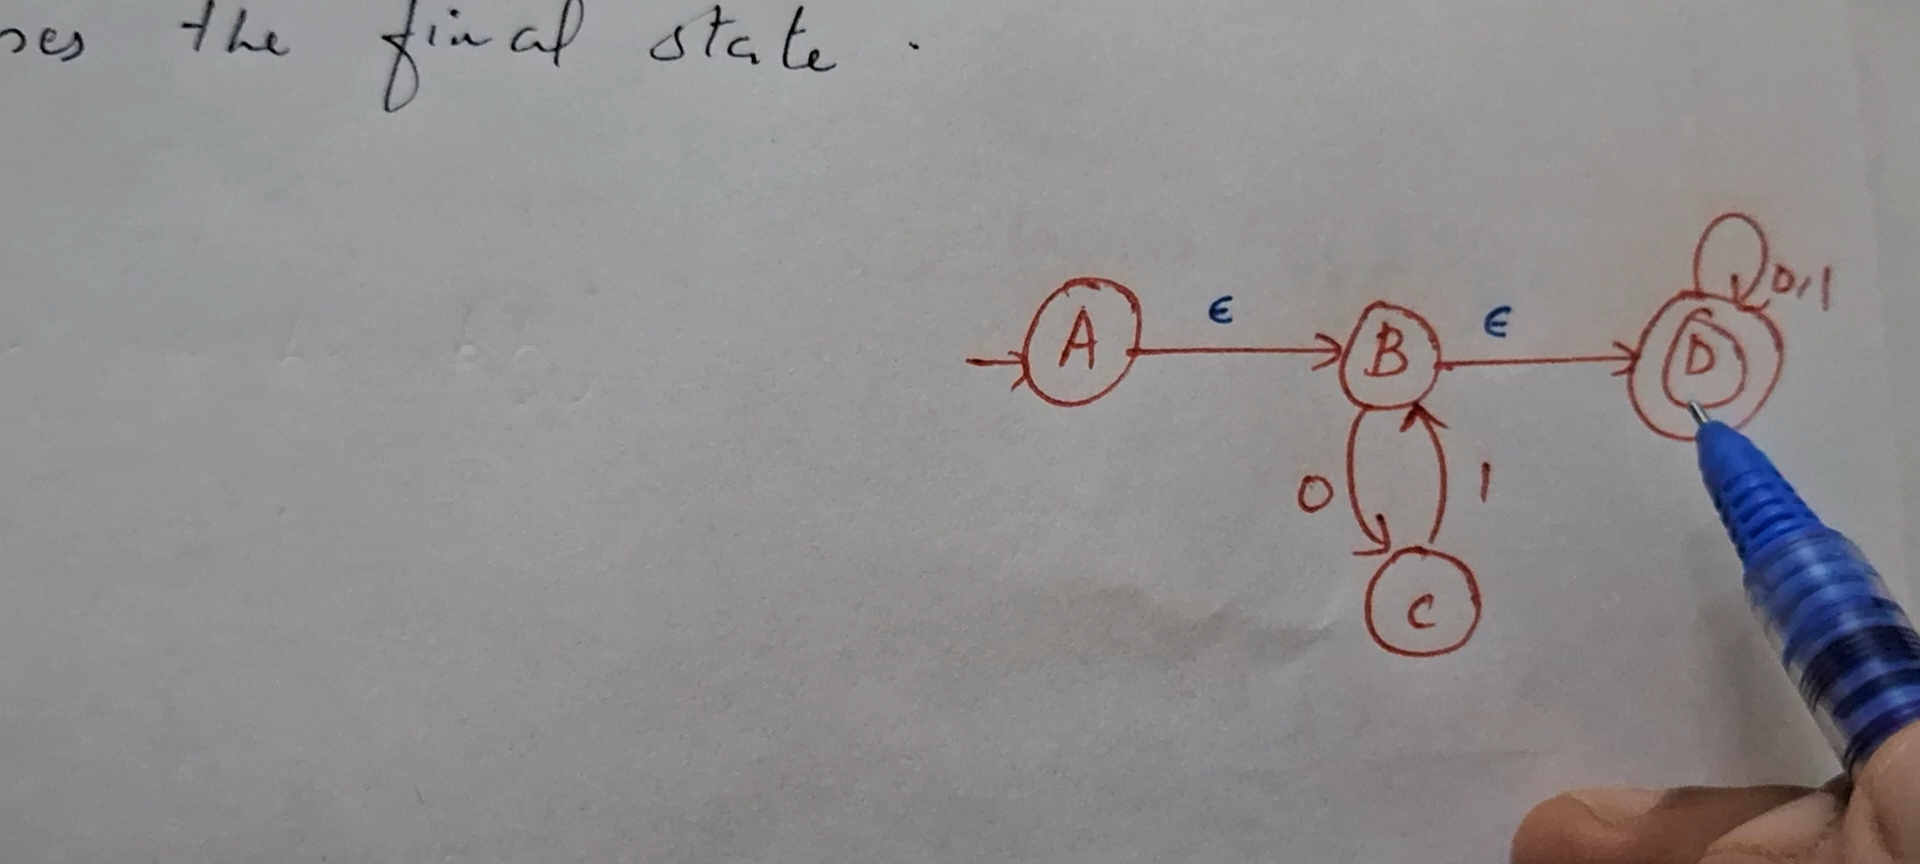 the final state.
ϵ ϵ 0,1
A B D
0 1
C